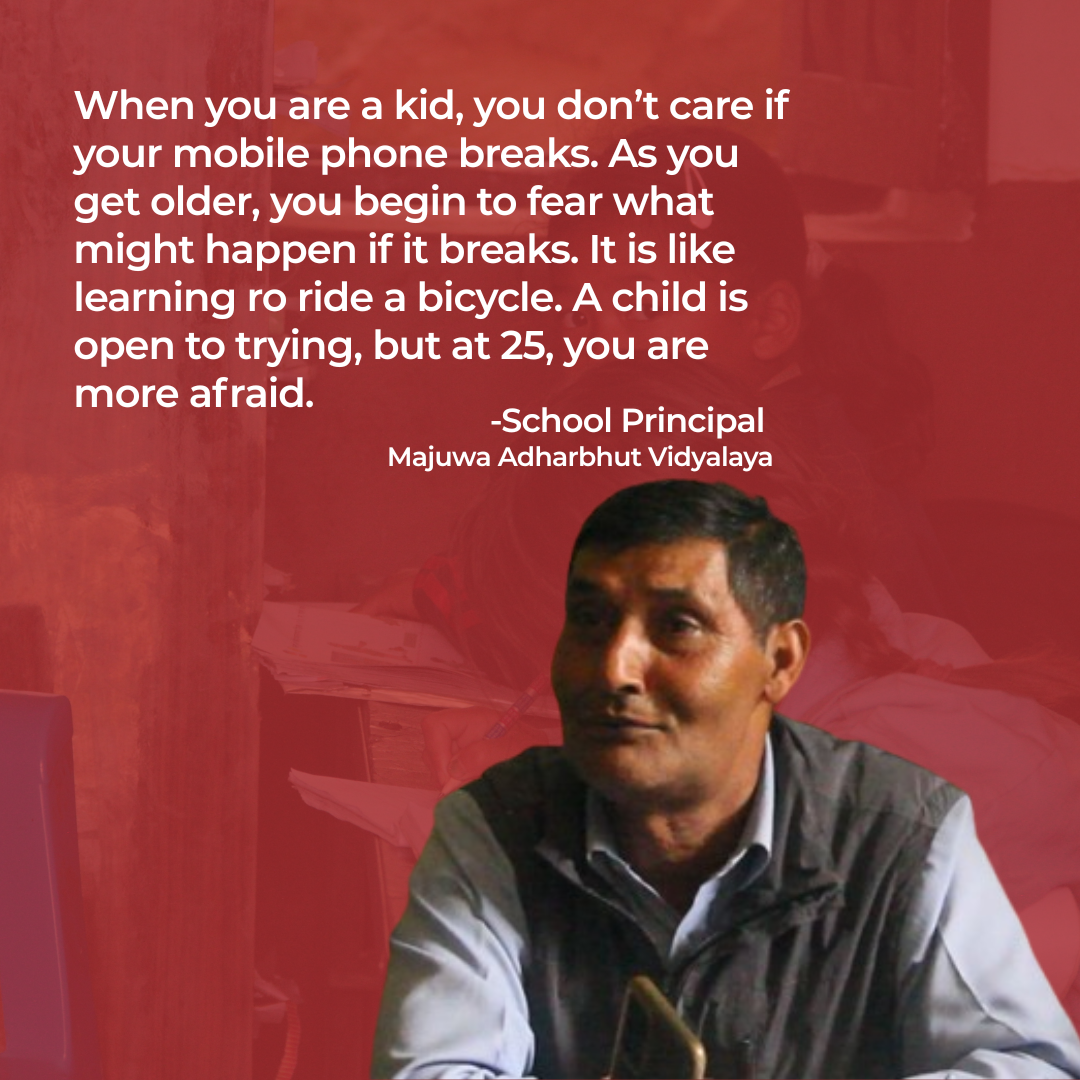 When you are a kid, you don’t care if
your mobile phone breaks. As you
get older, you begin to fear what
might happen if it breaks. It is like
learning ro ride a bicycle. A child is
open to trying, but at 25, you are
more afraid.
-School Principal
Majuwa Adharbhut Vidyalaya